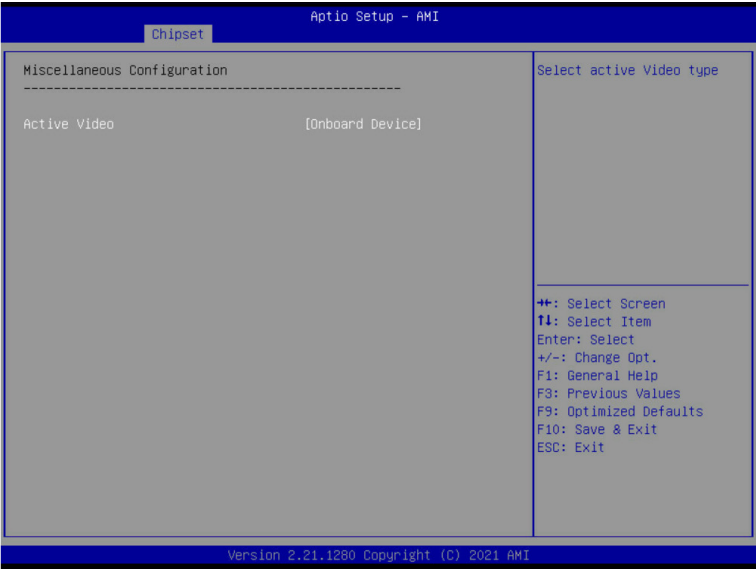 Aptio Setup – AMI
Chipset
Miscellaneous Configuration
--------------------------------------------------
Active Video [Onboard Device]
Select active Video type
→←: Select Screen
↑↓: Select Item
Enter: Select
+/-: Change Opt.
F1: General Help
F3: Previous Values
F9: Optimized Defaults
F10: Save & Exit
ESC: Exit
Version 2.21.1280 Copyright (C) 2021 AMI